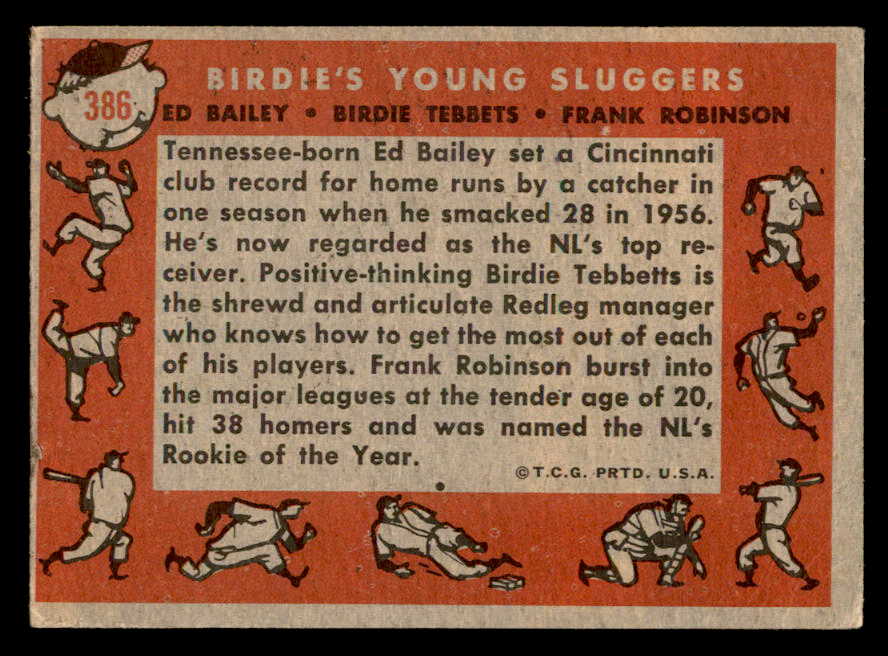 386
BIRDIE'S YOUNG SLUGGERS
ED BAILEY • BIRDIE TEBBETS • FRANK ROBINSON
Tennessee-born Ed Bailey set a Cincinnati
club record for home runs by a catcher in
one season when he smacked 28 in 1956.
He's now regarded as the NL's top re-
ceiver. Positive-thinking Birdie Tebbetts is
the shrewd and articulate Redleg manager
who knows how to get the most out of each
of his players. Frank Robinson burst into
the major leagues at the tender age of 20,
hit 38 homers and was named the NL's
Rookie of the Year.
© T.C.G. PRTD. U.S.A.